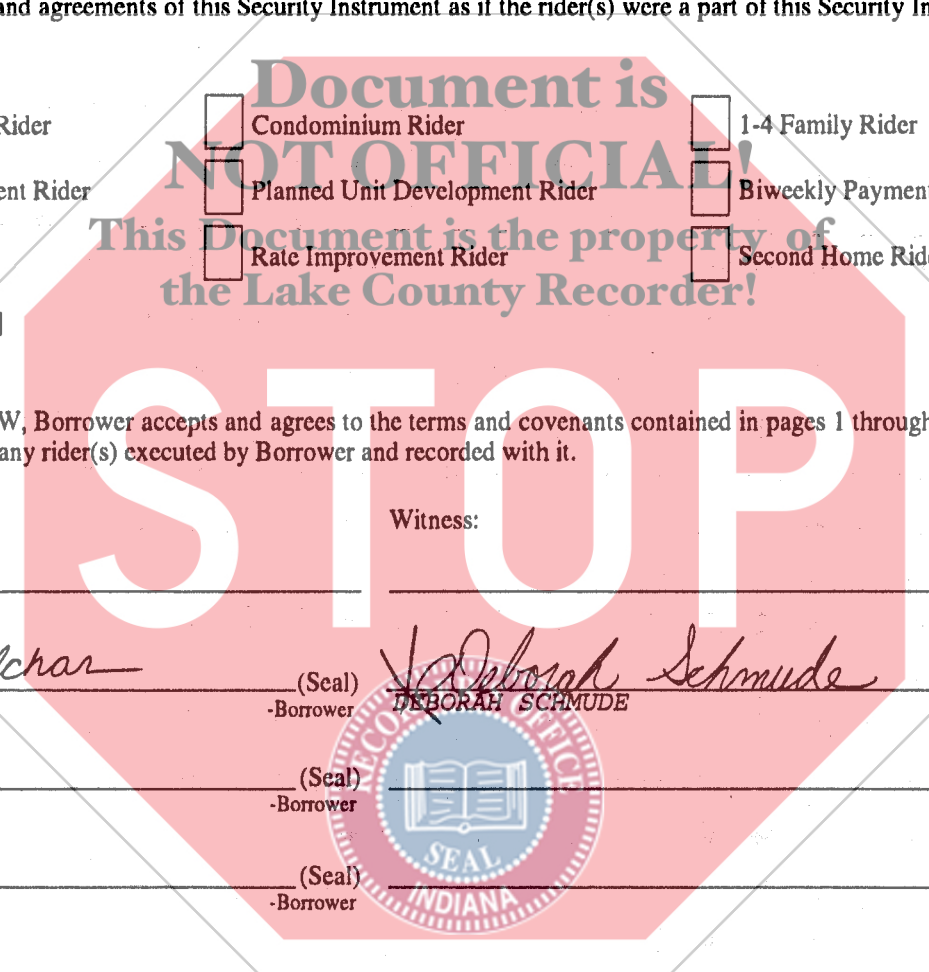 and agreements of this Security Instrument as if the rider(s) were a part of this Security In
Document is
Rider Condominium Rider 1-4 Family Rider
NOT OFFICIAL!
ent Rider Planned Unit Development Rider Biweekly Payment
This Document is the property of
Rate Improvement Rider Second Home Ride
the Lake County Recorder!
STOP
W, Borrower accepts and agrees to the terms and covenants contained in pages 1 through
any rider(s) executed by Borrower and recorded with it.
Witness:
Deborah Schmude
(Seal)
-Borrower
DEBORAH SCHMUDE
RECORDER'S OFFICE
(Seal)
-Borrower
SEAL
INDIANA
(Seal)
-Borrower